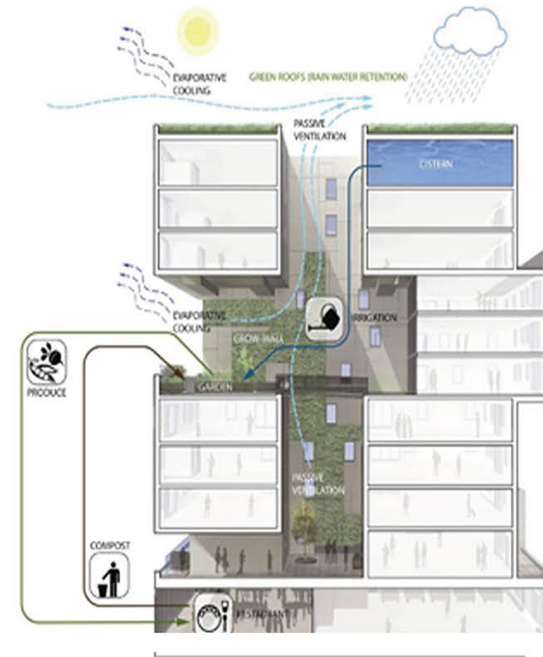 EVAPORATIVE
COOLING
GREEN ROOFS (RAIN WATER RETENTION)
PASSIVE
VENTILATION
CISTERN
EVAPORATIVE
COOLING
IRRIGATION
GROW WALL
PRODUCE
GARDEN
PASSIVE
VENTILATION
COMPOST
RESTAURANT